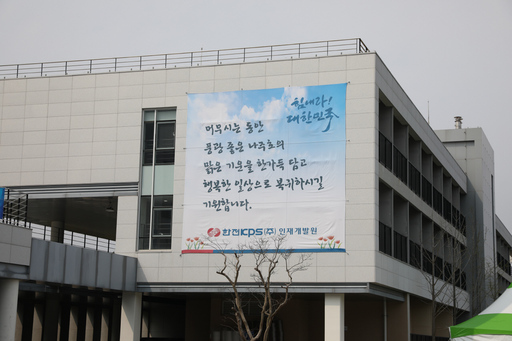 힘내라!
대한민국
머무시는 동안
풍광 좋은 나주호의
맑은 기운을 한가득 담고
행복한 일상으로 복귀하시길
기원합니다.
한전KPS(주) 인재개발원